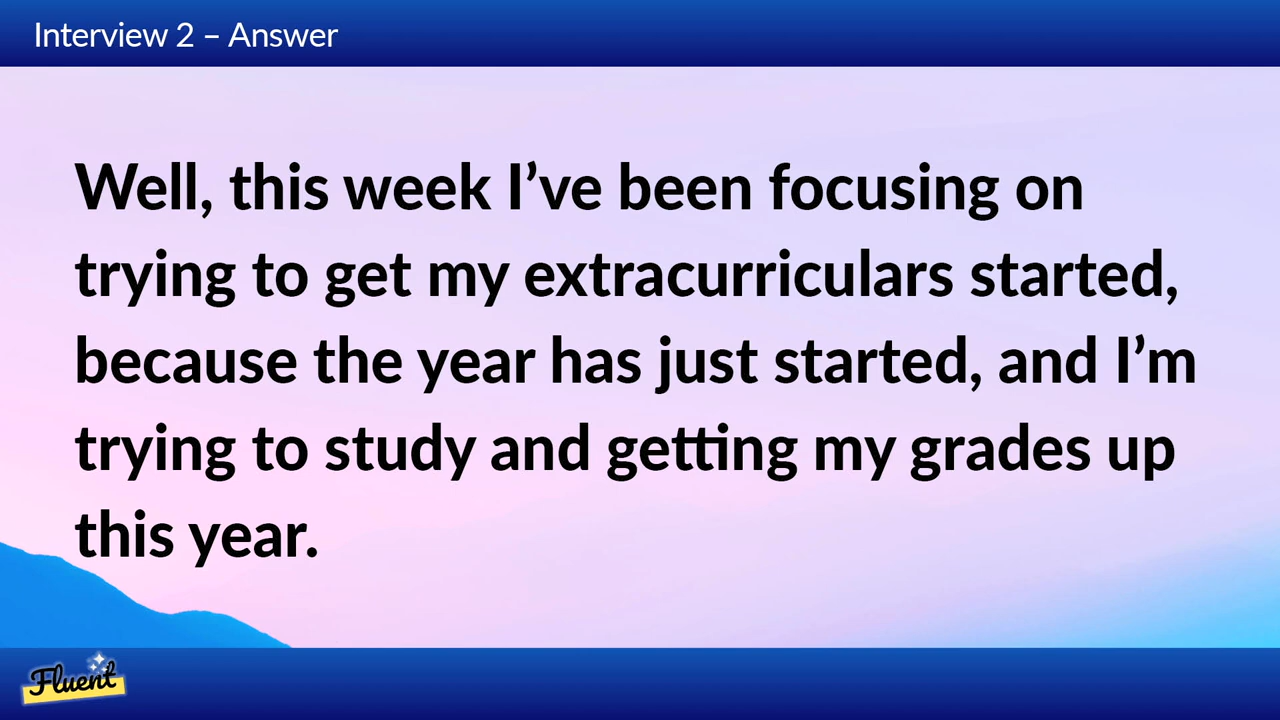 Interview 2 – Answer
Well, this week I’ve been focusing on
trying to get my extracurriculars started,
because the year has just started, and I’m
trying to study and getting my grades up
this year.
Fluent